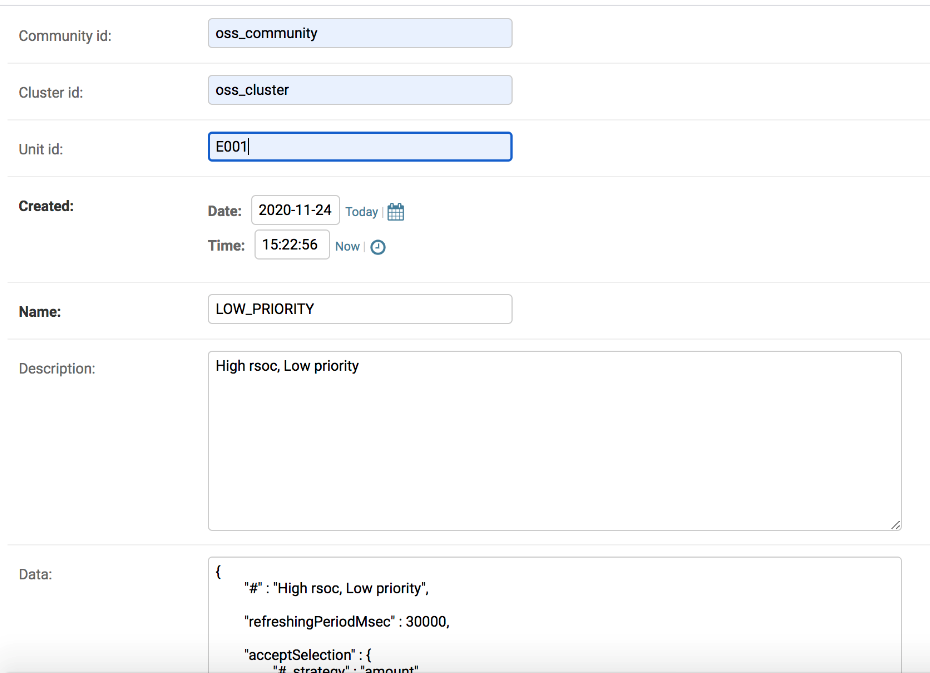 Community id: oss_community
Cluster id: oss_cluster
Unit id: E001
Created: Date: 2020-11-24 Today |
Time: 15:22:56 Now |
Name: LOW_PRIORITY
Description: High rsoc, Low priority
Data: {
"#" : "High rsoc, Low priority",
"refreshingPeriodMsec" : 30000,
"acceptSelection" : {
"#_strategy" : "amount"